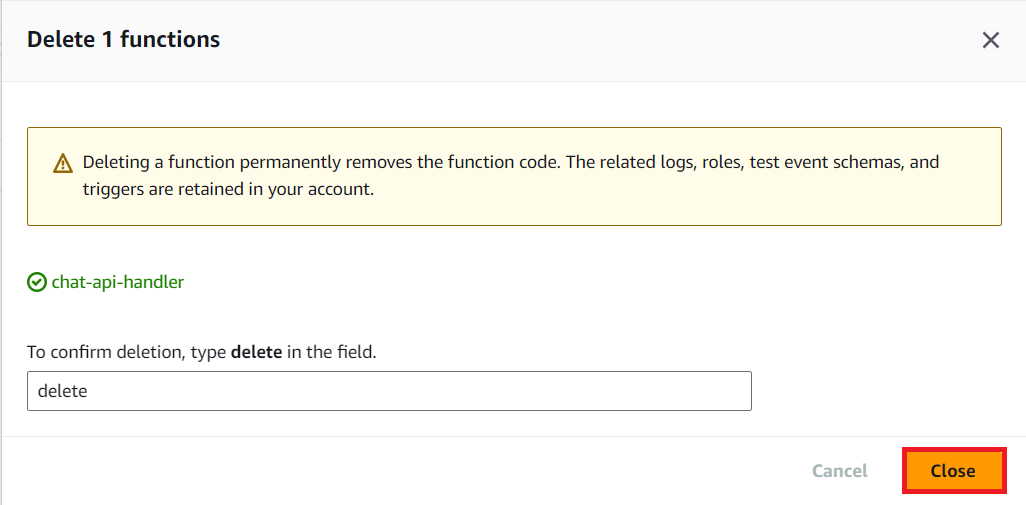 Delete 1 functions
Deleting a function permanently removes the function code. The related logs, roles, test event schemas, and
triggers are retained in your account.
chat-api-handler
To confirm deletion, type delete in the field.
delete
Cancel
Close